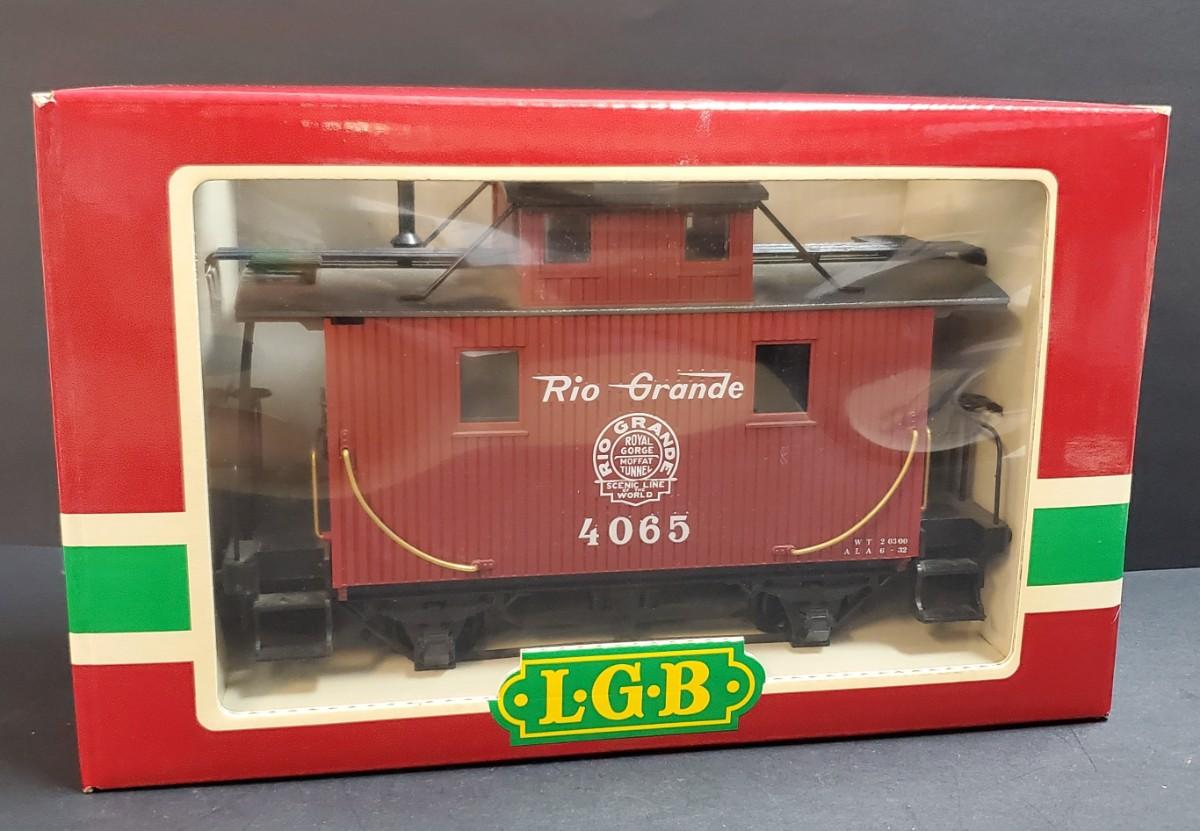 Rio Grande
RIO GRANDE
ROYAL
GORGE
MOFFAT
TUNNEL
SCENIC LINE
OF THE
WORLD
4065
WT 20300
ALA 6-32
L·G·B